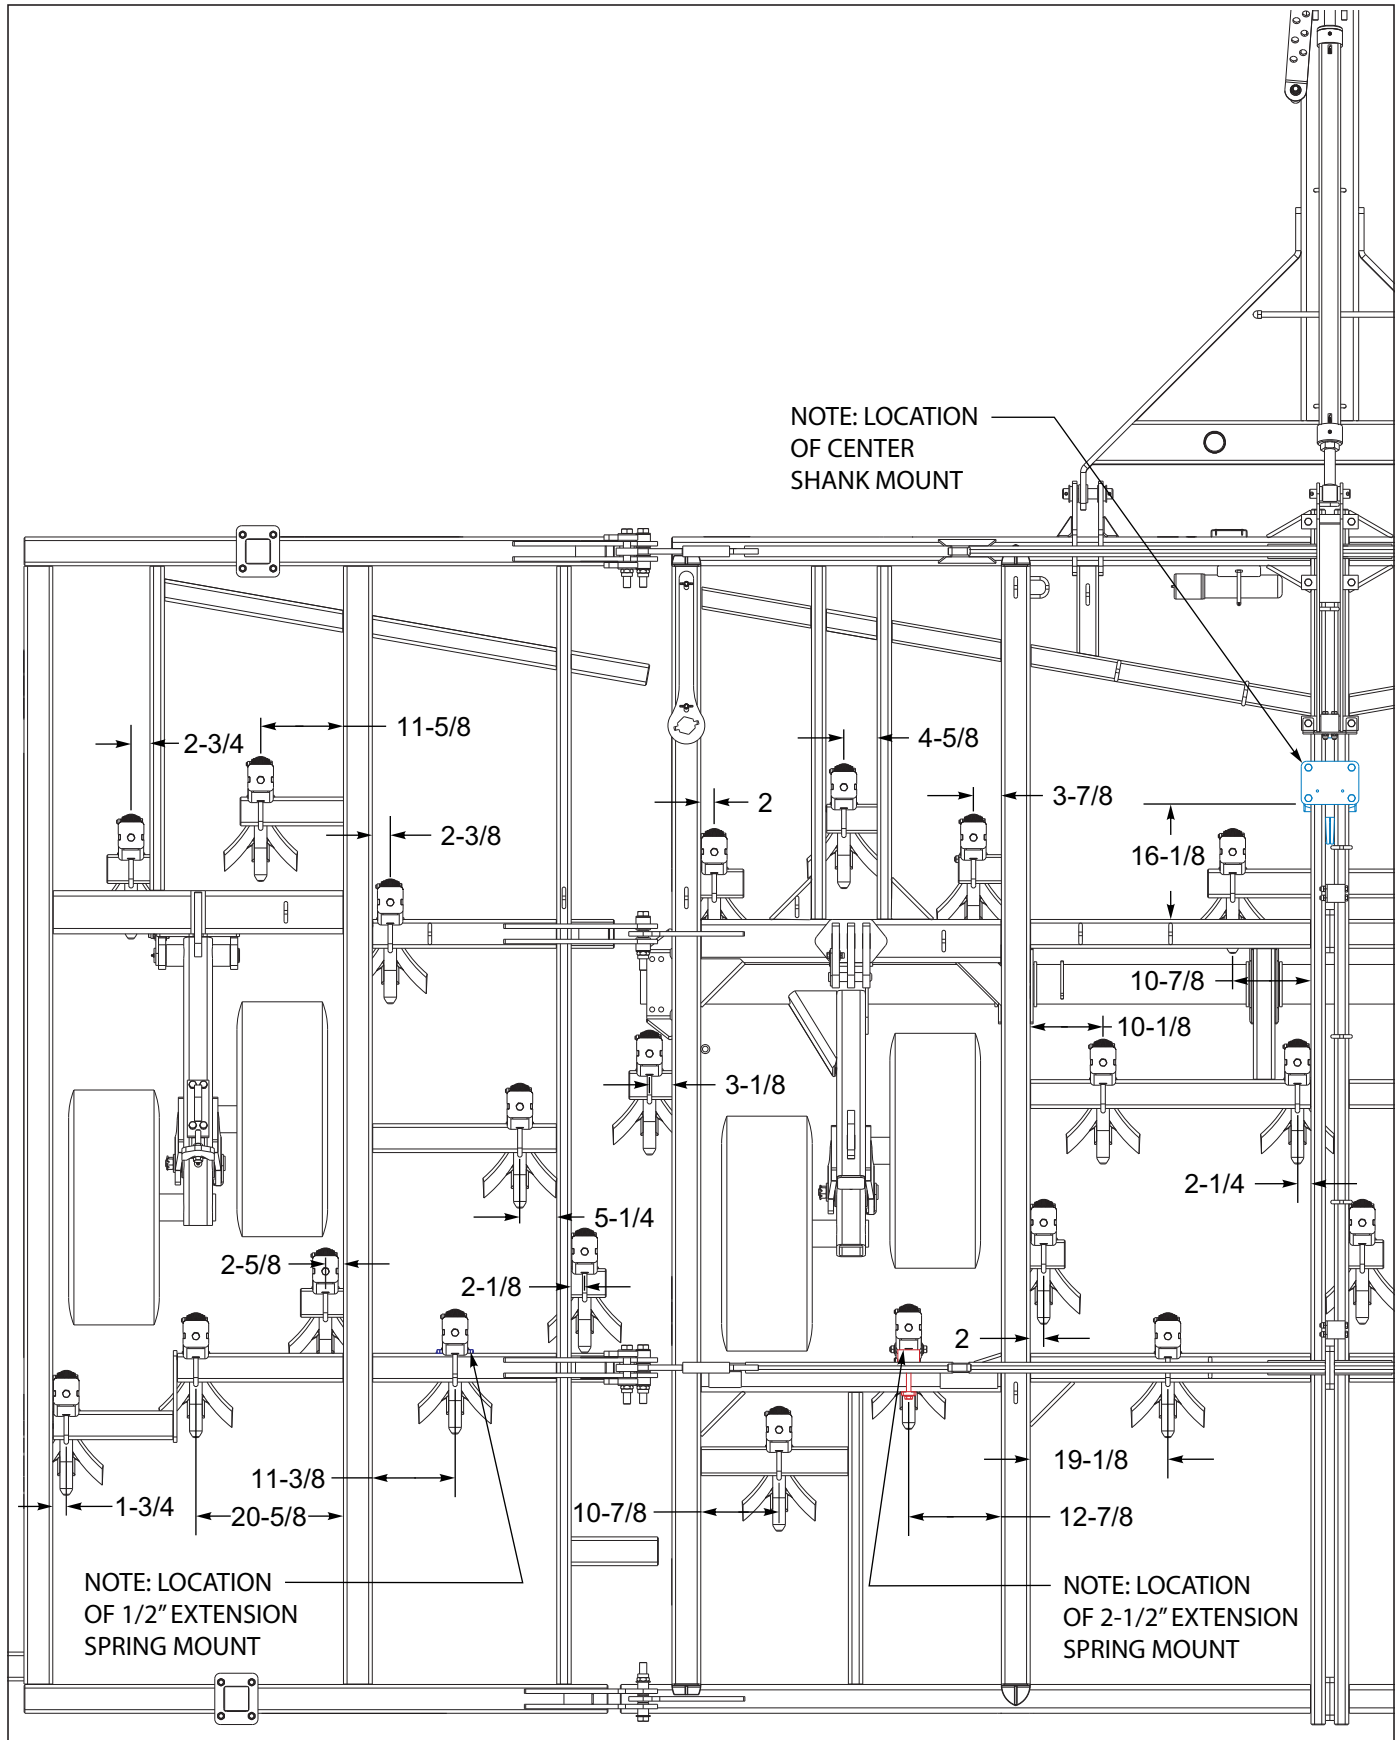 NOTE: LOCATION
OF CENTER
SHANK MOUNT
11-5/8
2-3/4
4-5/8
2
3-7/8
2-3/8
16-1/8
10-7/8
10-1/8
3-1/8
2-1/4
5-1/4
2-5/8
2-1/8
2
19-1/8
11-3/8
1-3/4
20-5/8
10-7/8
12-7/8
NOTE: LOCATION
OF 1/2” EXTENSION
SPRING MOUNT
NOTE: LOCATION
OF 2-1/2” EXTENSION
SPRING MOUNT